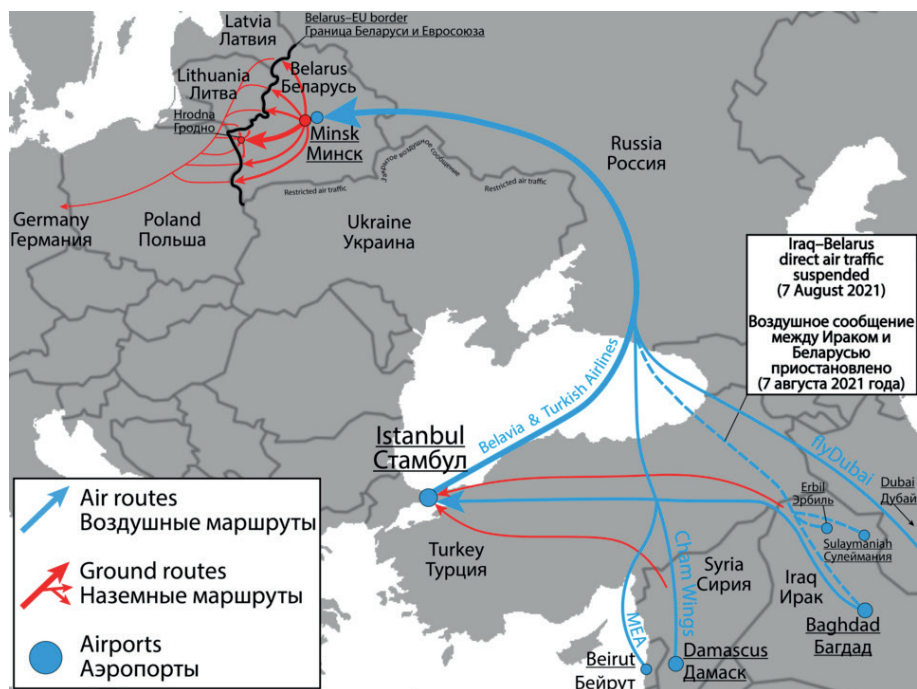 Latvia
Латвия
Belarus–EU border
Граница Беларуси и Евросоюза
Lithuania
Литва
Belarus
Беларусь
Hrodna
Гродно
Minsk
Минск
Russia
Россия
Restricted air traffic
Закрытое воздушное сообщение
Restricted air traffic
Germany
Германия
Poland
Польша
Ukraine
Украина
Iraq–Belarus
direct air traffic
suspended
(7 August 2021)
Воздушное сообщение
между Ираком и
Беларусью
приостановлено
(7 августа 2021 года)
Belavia & Turkish Airlines
Istanbul
Стамбул
flyDubai
Erbil
Эрбиль
Dubai
Дубай
Sulaymaniah
Сулеймания
Turkey
Турция
Cham Wings
Syria
Сирия
Iraq
Ирак
MEA
Baghdad
Багдад
Beirut
Бейрут
Damascus
Дамаск
Air routes
Воздушные маршруты
Ground routes
Наземные маршруты
Airports
Аэропорты